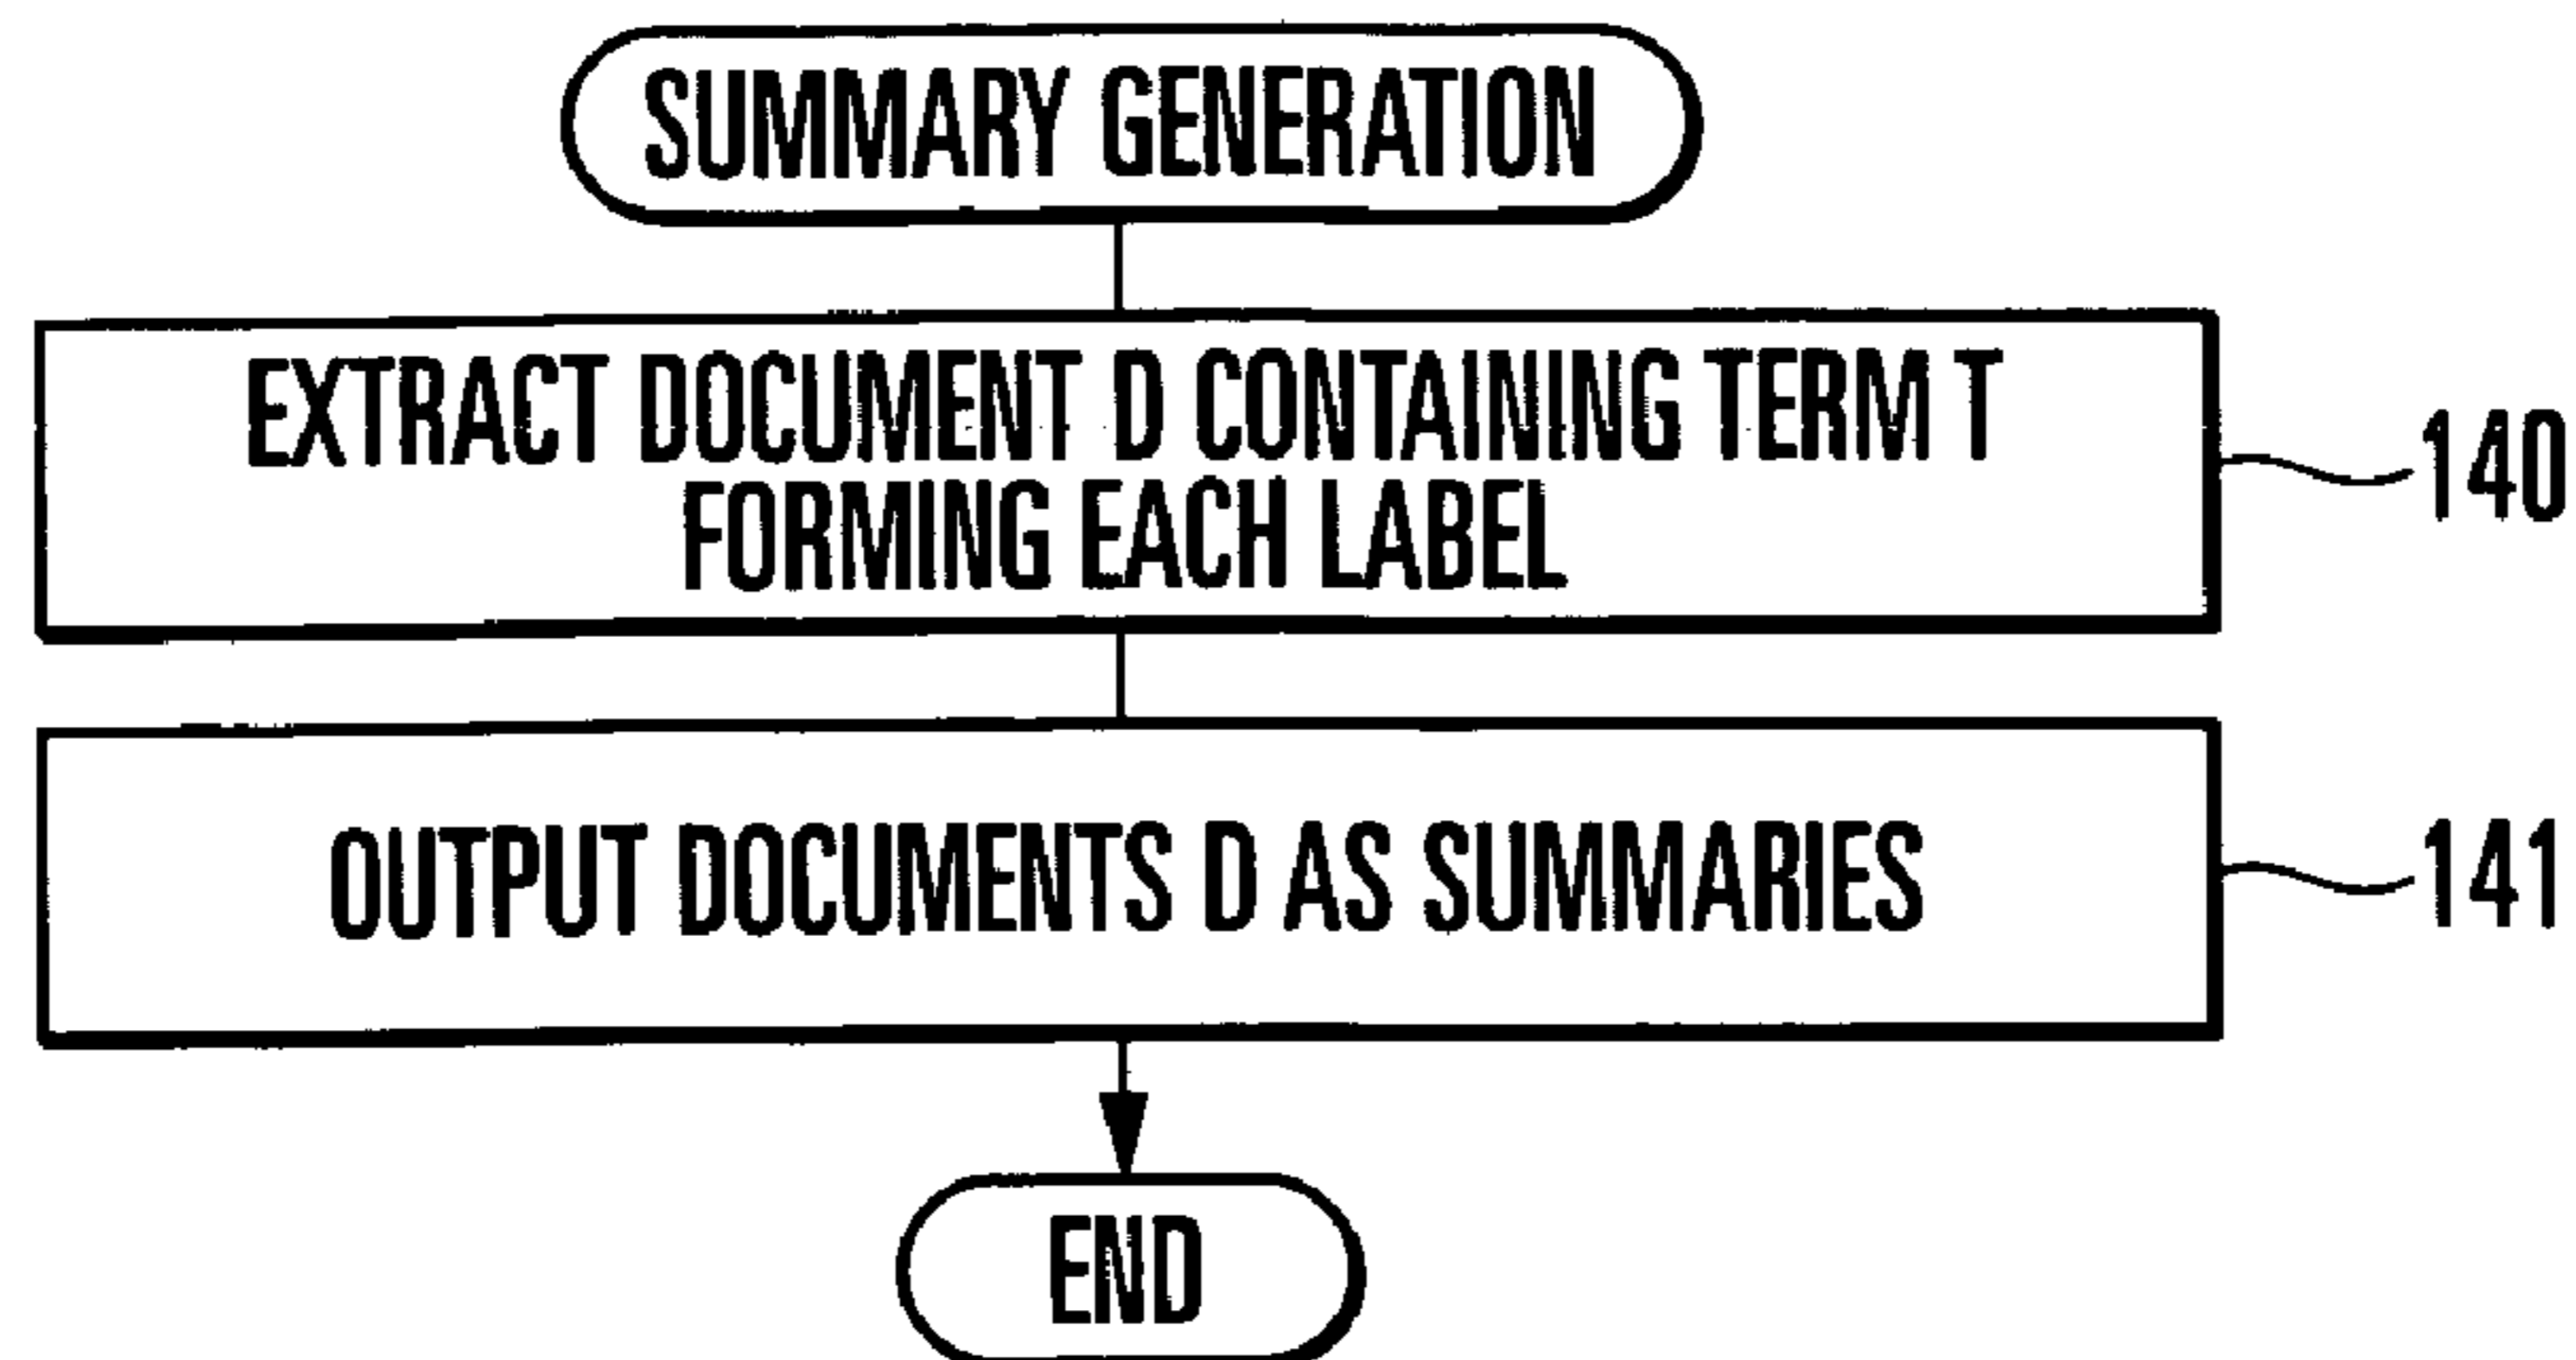 SUMMARY GENERATION
EXTRACT DOCUMENT D CONTAINING TERM T
FORMING EACH LABEL
140
OUTPUT DOCUMENTS D AS SUMMARIES
141
END